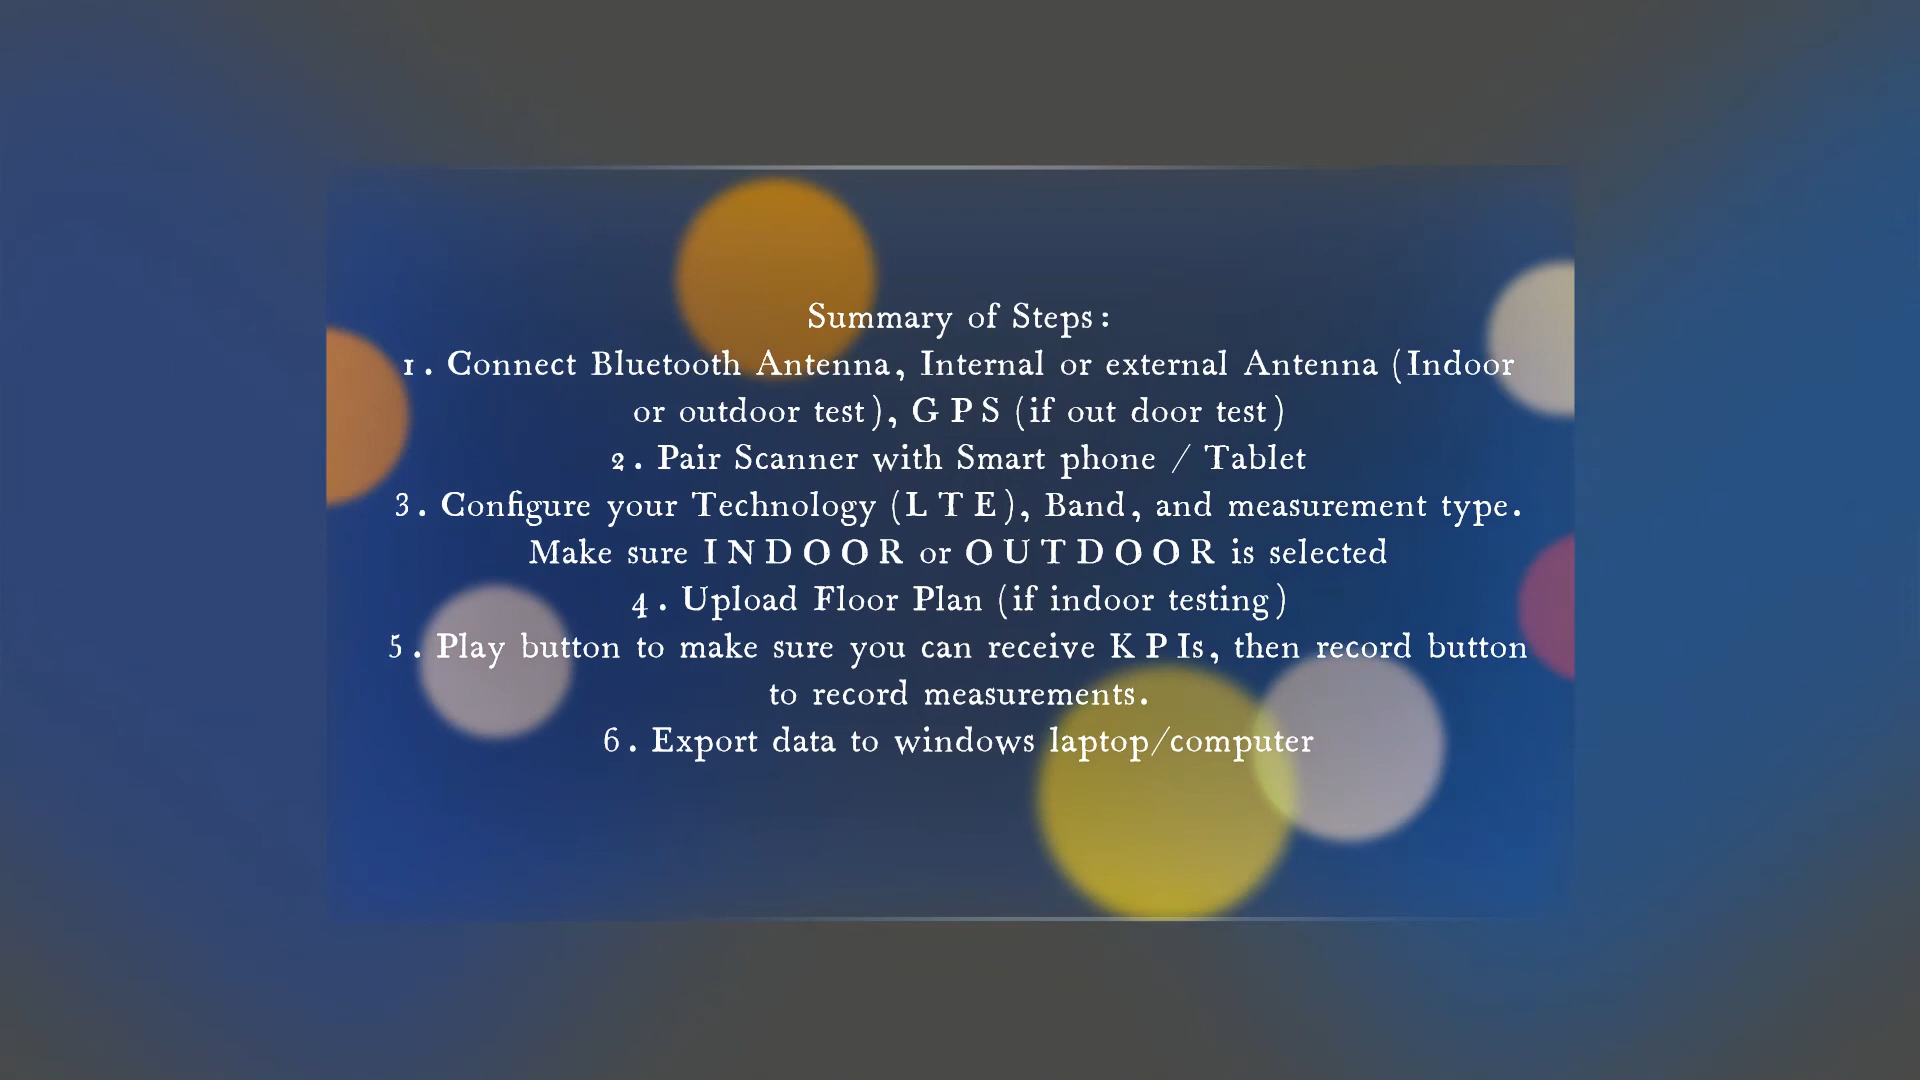 Summary of Steps:
1. Connect Bluetooth Antenna, Internal or external Antenna (Indoor
or outdoor test), GPS (if out door test)
2. Pair Scanner with Smart phone / Tablet
3. Configure your Technology (LTE), Band, and measurement type.
Make sure INDOOR or OUTDOOR is selected
4. Upload Floor Plan (if indoor testing)
5. Play button to make sure you can receive KPIs, then record button
to record measurements.
6. Export data to windows laptop/computer